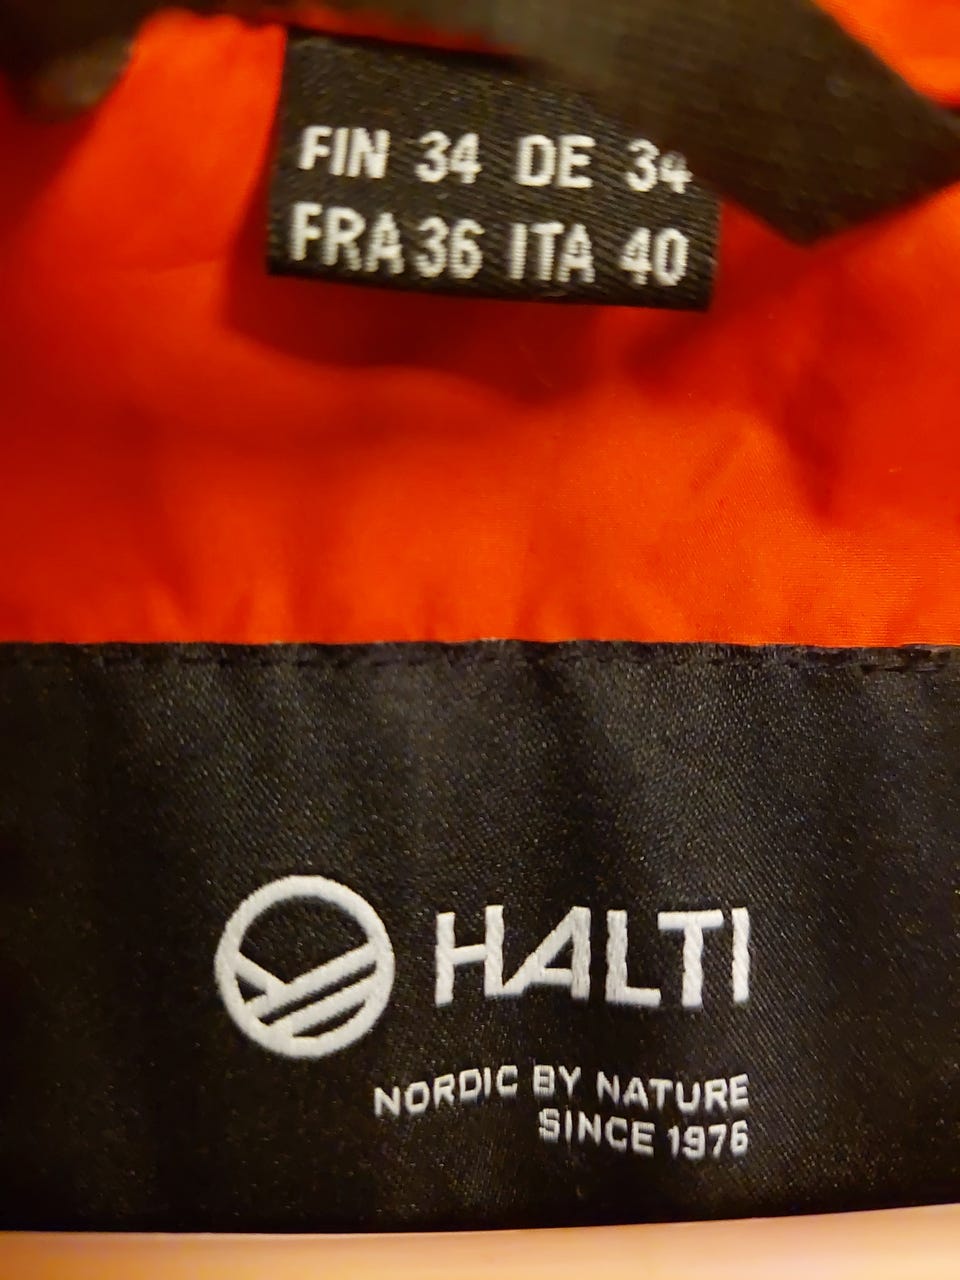 FIN 34 DE 34
FRA 36 ITA 40
HALTI
NORDIC BY NATURE
SINCE 1976